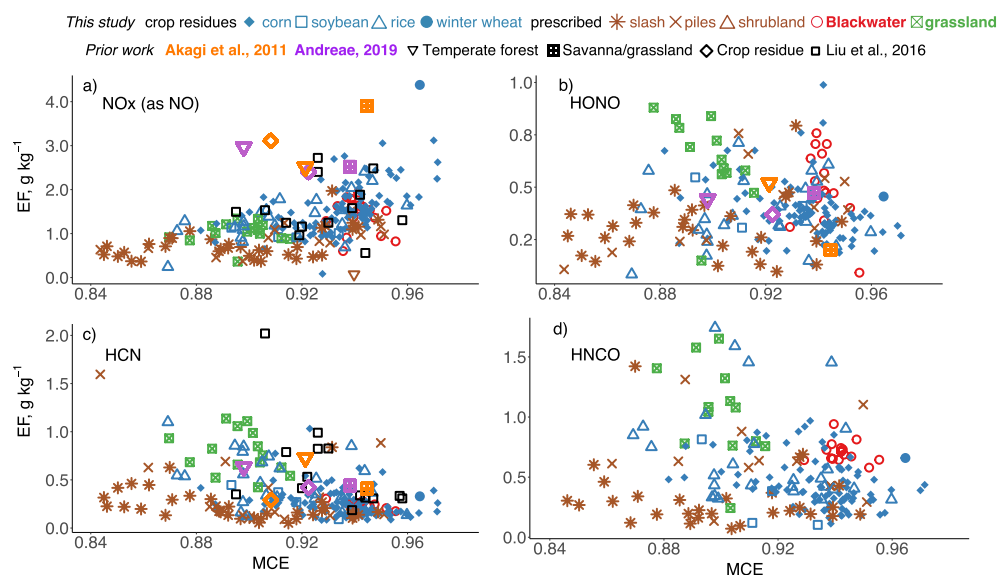 This study crop residues corn soybean rice winter wheat prescribed slash piles shrubland Blackwater grassland
Prior work Akagi et al., 2011 Andreae, 2019 Temperate forest Savanna/grassland Crop residue Liu et al., 2016
a)
NOx (as NO)
EF, g kg⁻¹
4.0
3.0
2.0
1.0
0.0
0.84 0.88 0.92 0.96
b)
HONO
1.0
0.8
0.5
0.2
0.84 0.88 0.92 0.96
c)
HCN
EF, g kg⁻¹
2.0
1.5
1.0
0.5
0.0
0.84 0.88 0.92 0.96
MCE
d)
HNCO
1.5
1.0
0.5
0.0
0.84 0.88 0.92 0.96
MCE